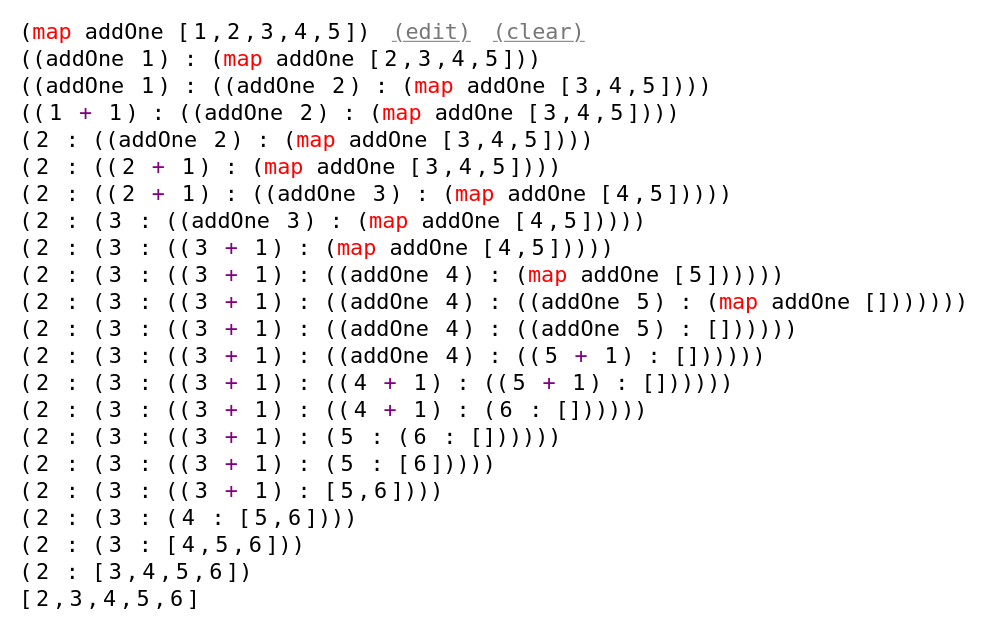 (map addOne [1,2,3,4,5]) (edit) (clear)
((addOne 1) : (map addOne [2,3,4,5]))
((addOne 1) : ((addOne 2) : (map addOne [3,4,5])))
((1 + 1) : ((addOne 2) : (map addOne [3,4,5])))
(2 : ((addOne 2) : (map addOne [3,4,5])))
(2 : ((2 + 1) : (map addOne [3,4,5])))
(2 : ((2 + 1) : ((addOne 3) : (map addOne [4,5]))))
(2 : (3 : ((addOne 3) : (map addOne [4,5]))))
(2 : (3 : ((3 + 1) : (map addOne [4,5]))))
(2 : (3 : ((3 + 1) : ((addOne 4) : (map addOne [5])))))
(2 : (3 : ((3 + 1) : ((addOne 4) : ((addOne 5) : (map addOne []))))))
(2 : (3 : ((3 + 1) : ((addOne 4) : ((addOne 5) : [])))))
(2 : (3 : ((3 + 1) : ((addOne 4) : ((5 + 1) : [])))))
(2 : (3 : ((3 + 1) : ((4 + 1) : ((5 + 1) : [])))))
(2 : (3 : ((3 + 1) : ((4 + 1) : (6 : [])))))
(2 : (3 : ((3 + 1) : (5 : (6 : [])))))
(2 : (3 : ((3 + 1) : (5 : [6]))))
(2 : (3 : ((3 + 1) : [5,6])))
(2 : (3 : (4 : [5,6])))
(2 : (3 : [4,5,6]))
(2 : [3,4,5,6])
[2,3,4,5,6]